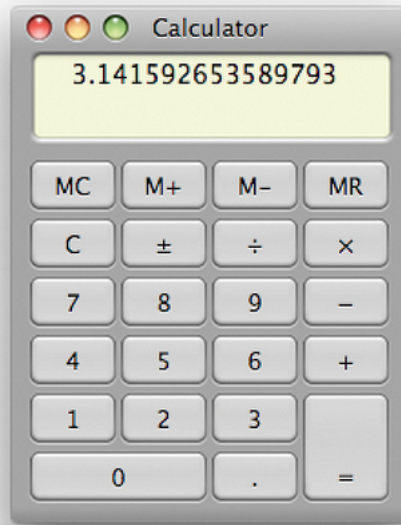 Calculator
3.141592653589793
MC M+ M− MR
C ± ÷ ×
7 8 9 −
4 5 6 +
1 2 3
0 . =